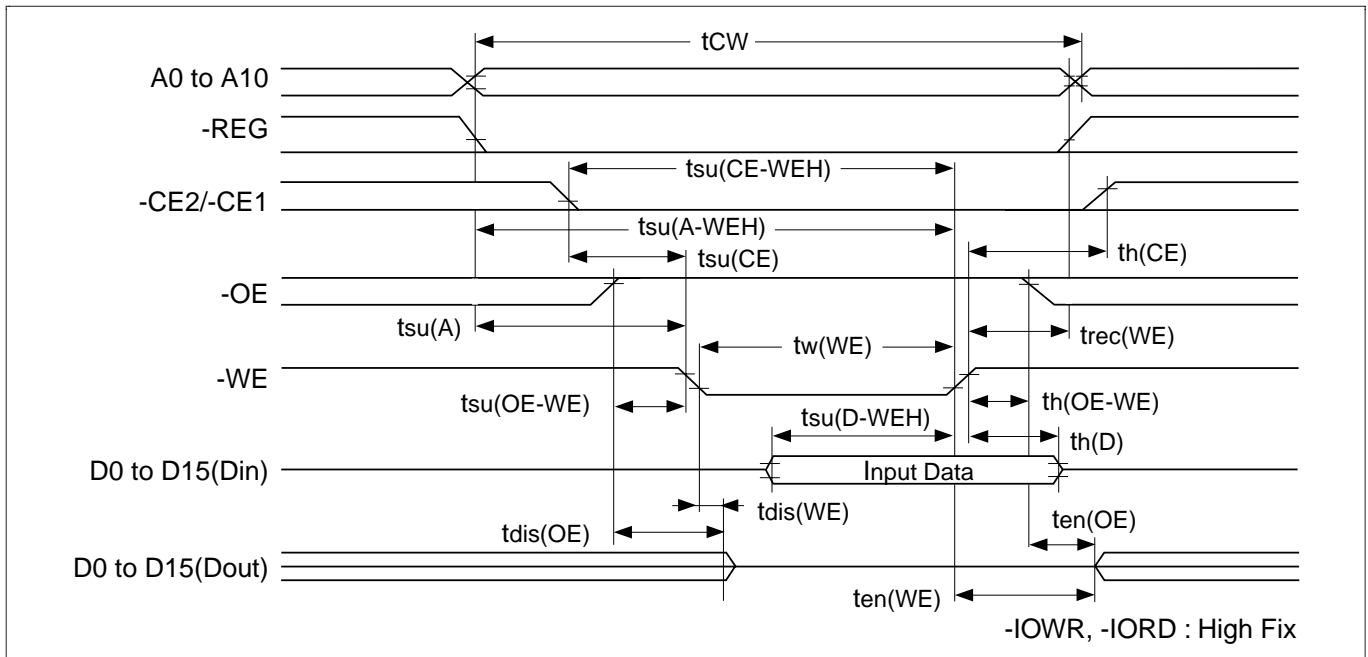 tCW
A0 to A10
-REG
tsu(CE-WEH)
-CE2/-CE1
tsu(A-WEH)
tsu(CE)
th(CE)
-OE
tsu(A)
trec(WE)
tw(WE)
-WE
tsu(OE-WE)
th(OE-WE)
tsu(D-WEH)
th(D)
D0 to D15(Din)
Input Data
tdis(WE)
tdis(OE)
ten(OE)
D0 to D15(Dout)
ten(WE)
-IOWR, -IORD : High Fix